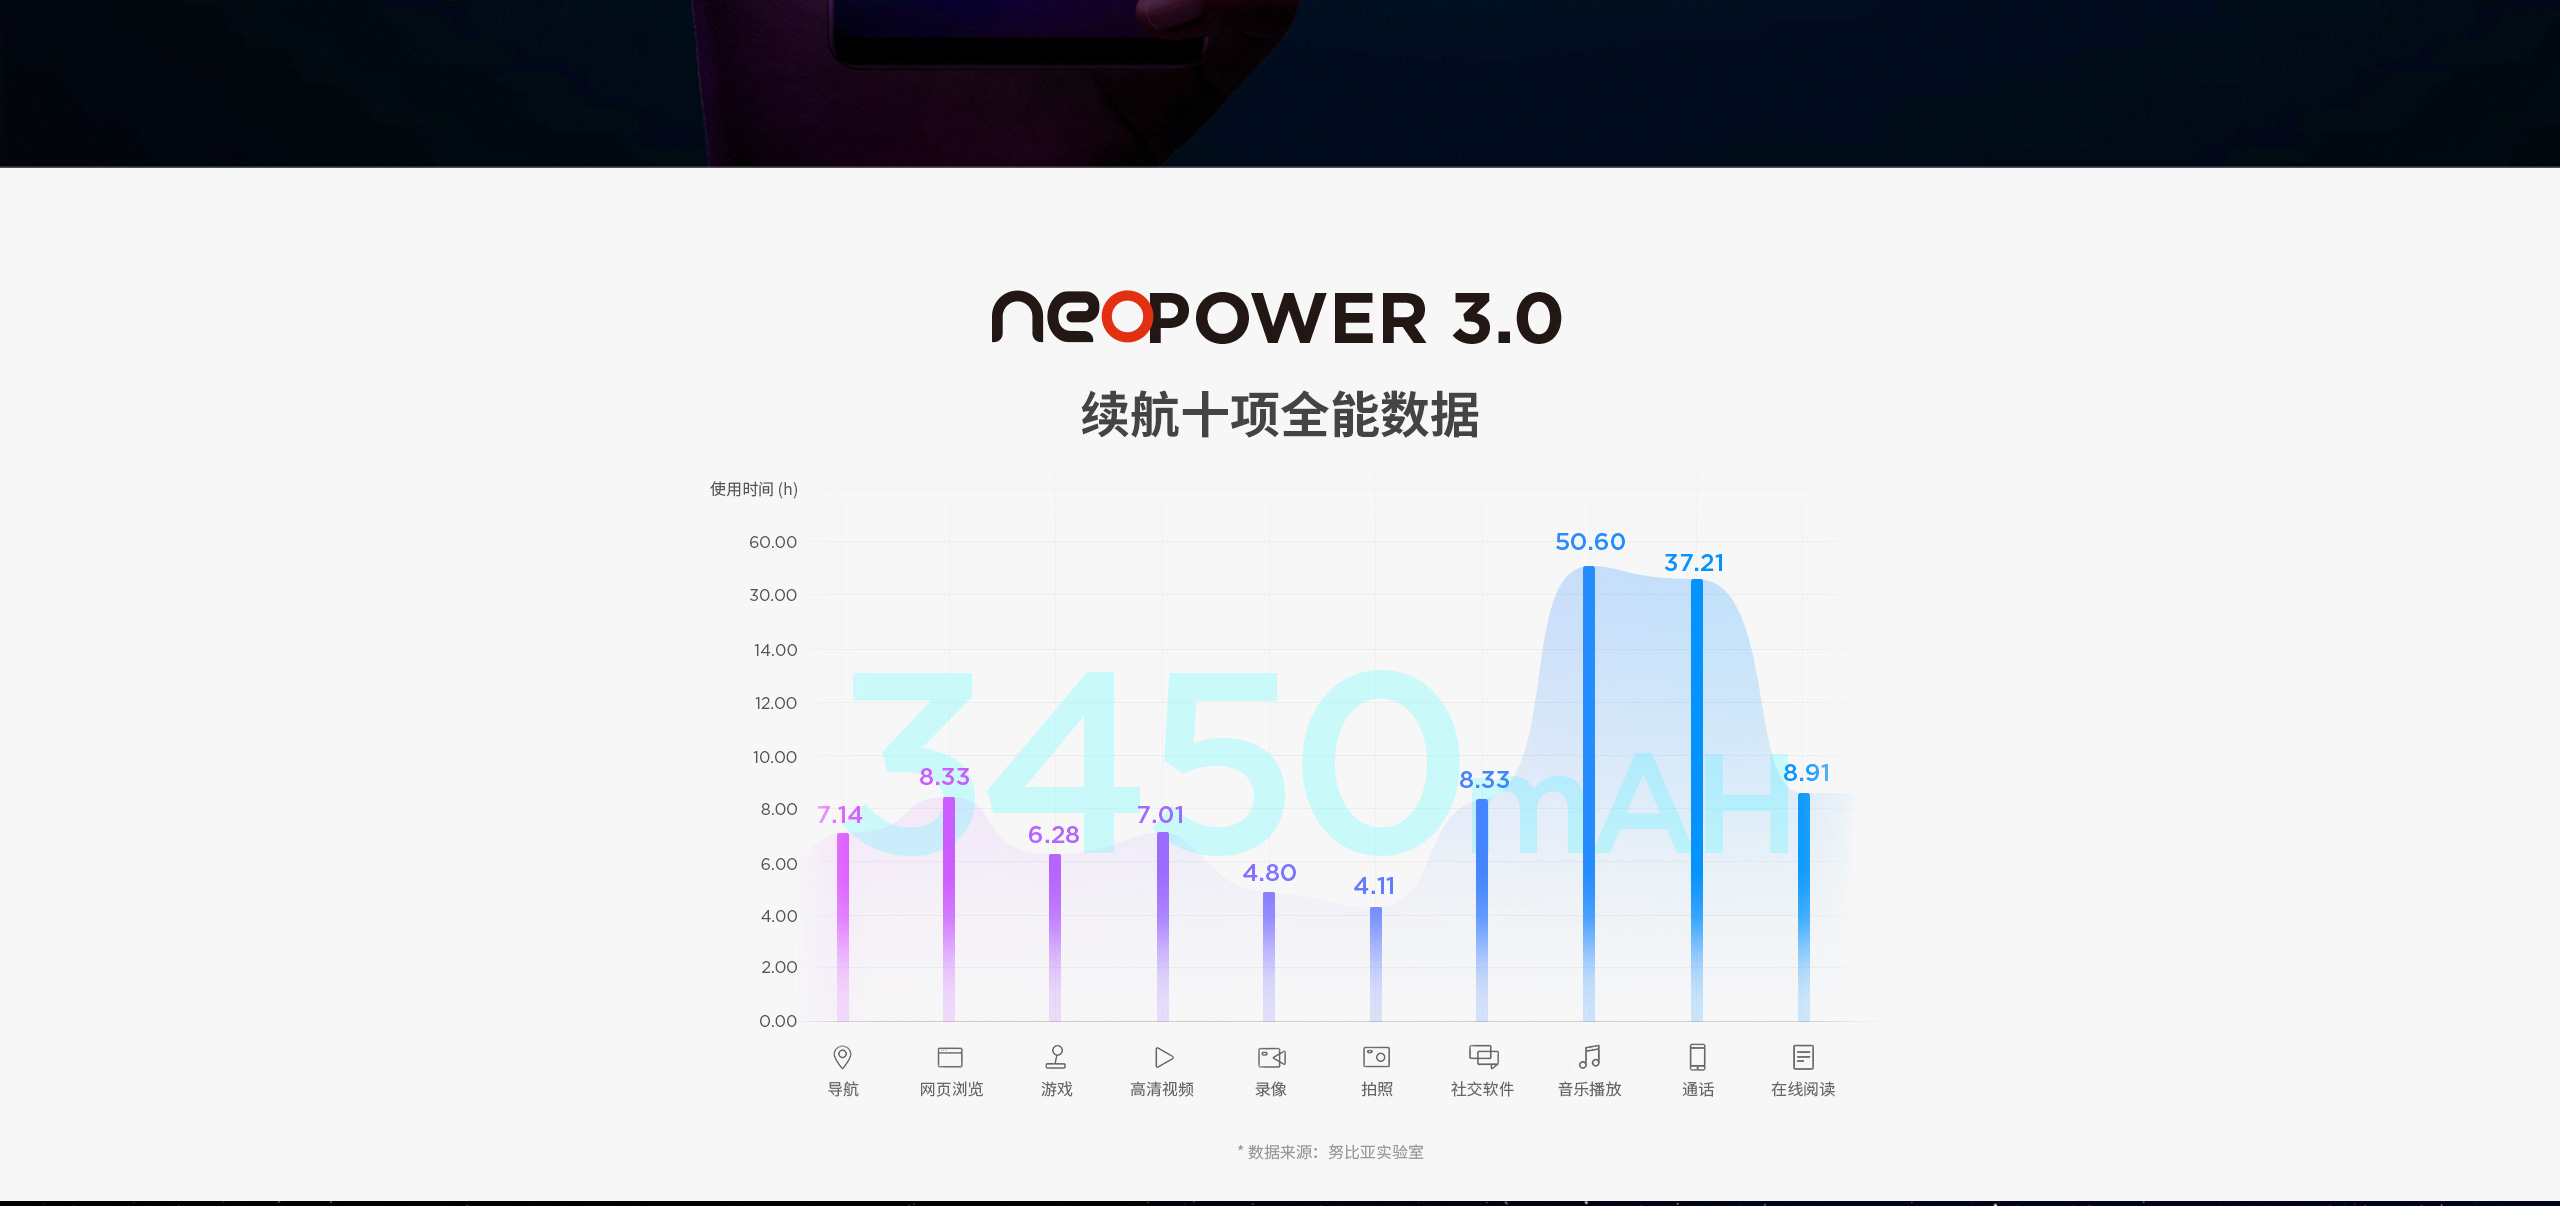 neoPOWER 3.0
续航十项全能数据
使用时间 (h)
60.00
30.00
14.00
12.00
10.00
8.00
6.00
4.00
2.00
0.00
3450mAH
7.14
8.33
6.28
7.01
4.80
4.11
8.33
50.60
37.21
8.91
导航
网页浏览
游戏
高清视频
录像
拍照
社交软件
音乐播放
通话
在线阅读
* 数据来源：努比亚实验室